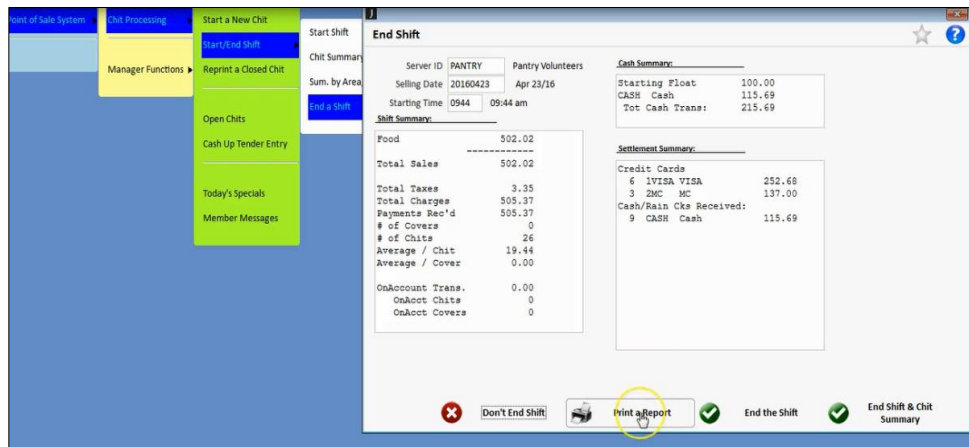 oint of Sale System
Chit Processing
Manager Functions
Start a New Chit
Start/End Shift
Reprint a Closed Chit
Open Chits
Cash Up Tender Entry
Today's Specials
Member Messages
Start Shift
Chit Summary
Sum. by Area
End a Shift
J
End Shift
?
Server ID PANTRY Pantry Volunteers
Selling Date 20160423 Apr 23/16
Starting Time 0944 09:44 am
Shift Summary:
Food 502.02
------------
Total Sales 502.02
Total Taxes 3.35
Total Charges 505.37
Payments Rec'd 505.37
# of Covers 0
# of Chits 26
Average / Chit 19.44
Average / Cover 0.00
OnAccount Trans. 0.00
OnAcct Chits 0
OnAcct Covers 0
Cash Summary:
Starting Float 100.00
CASH Cash 115.69
Tot Cash Trans: 215.69
Settlement Summary:
Credit Cards
6 1VISA VISA 252.68
3 2MC MC 137.00
Cash/Rain Cks Received:
9 CASH Cash 115.69
Don't End Shift
Print a Report
End the Shift
End Shift & Chit
Summary